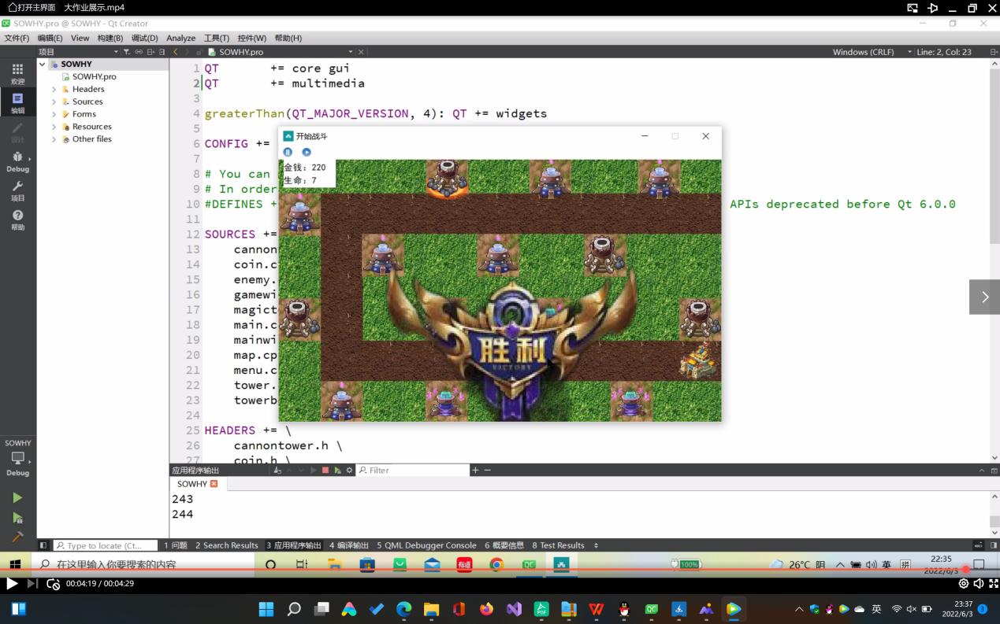 打开主界面 大作业展示.mp4
SOWHY.pro @ SOWHY - Qt Creator
文件(F) 编辑(E) View 构建(B) 调试(D) Analyze 工具(T) 控件(W) 帮助(H)
项目 SOWHY.pro Windows (CRLF) Line: 2, Col: 23
欢迎
编辑
设计
Debug
项目
帮助
SOWHY
Debug
SOWHY
SOWHY.pro
Headers
Sources
Forms
Resources
Other files
1 QT += core gui
2 QT += multimedia
3
4 greaterThan(QT_MAJOR_VERSION, 4): QT += widgets
5
6 CONFIG +=
7
8 # You can
9 # In order
10 #DEFINES + APIs deprecated before Qt 6.0.0
11
12 SOURCES +=
13 cannon
14 coin.c
15 enemy.
16 gamewi
17 magict
18 main.c
19 mainwi
20 map.cp
21 menu.c
22 tower.
23 towerb
24
25 HEADERS += \
26 cannontower.h \
27 coin.h \
开始战斗
金钱：220
生命：7
胜利
VICTORY
应用程序输出 Filter
SOWHY
243
244
Type to locate (Ct... 1 问题 2 Search Results 3 应用程序输出 4 编译输出 5 QML Debugger Console 6 概要信息 8 Test Results
在这里输入你要搜索的内容 有道 QC 100% 26°C 阴 英 拼 22:35
2022/6/3
00:04:19 / 00:04:29
PDF QC 英 23:37
2022/6/3 3